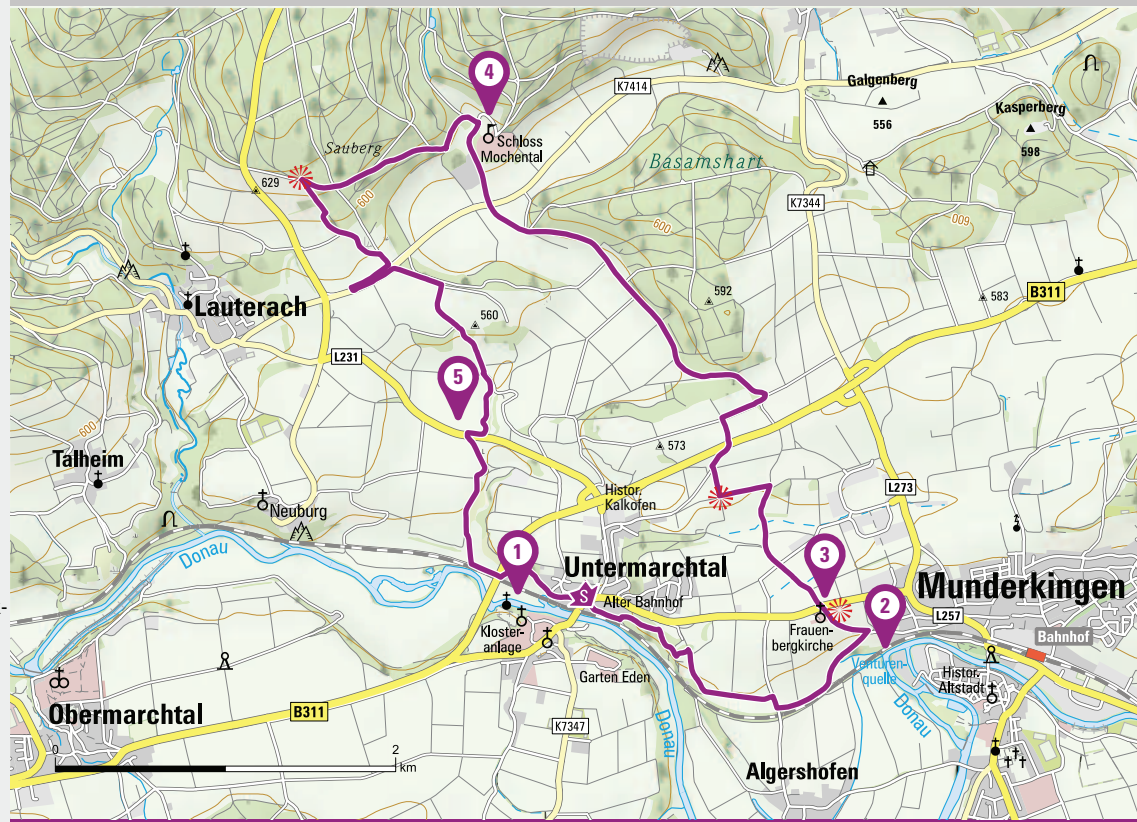 4
K7414
Galgenberg
556
Kasperberg
598
Schloss
Mochental
Sauberg
Basamshart
629
600
600
600
K7344
592
583
B311
Lauterach
560
L231
5
573
600
Talheim
Histor.
Kalkofen
L273
Neuburg
Donau
1
3
2
Untermarchtal
Munderkingen
S
Alter Bahnhof
L257
Bahnhof
Kloster-
anlage
Frauen-
bergkirche
Venturen-
quelle
Histor.
Altstadt
Garten Eden
Obermarchtal
B311
K7347
Donau
Donau
0
2
km
Algershofen